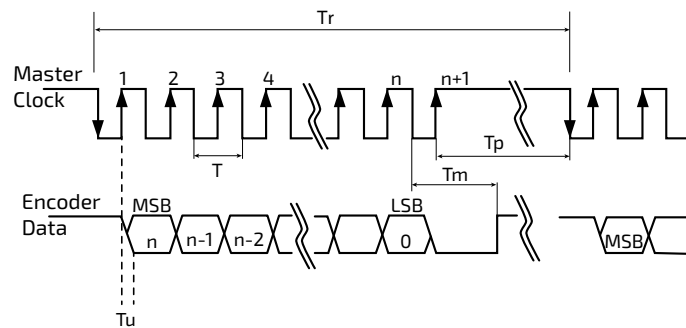 Tr
Master
Clock
1 2 3 4 n n+1
T
Tp
Tm
Encoder
Data
MSB LSB
n n-1 n-2 0 MSB
Tu